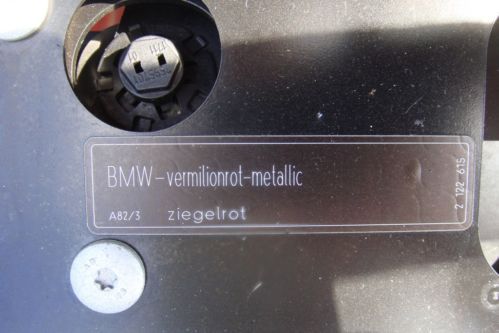 BMW-vermilionrot-metallic
A82/3 ziegelrot
2 122 615